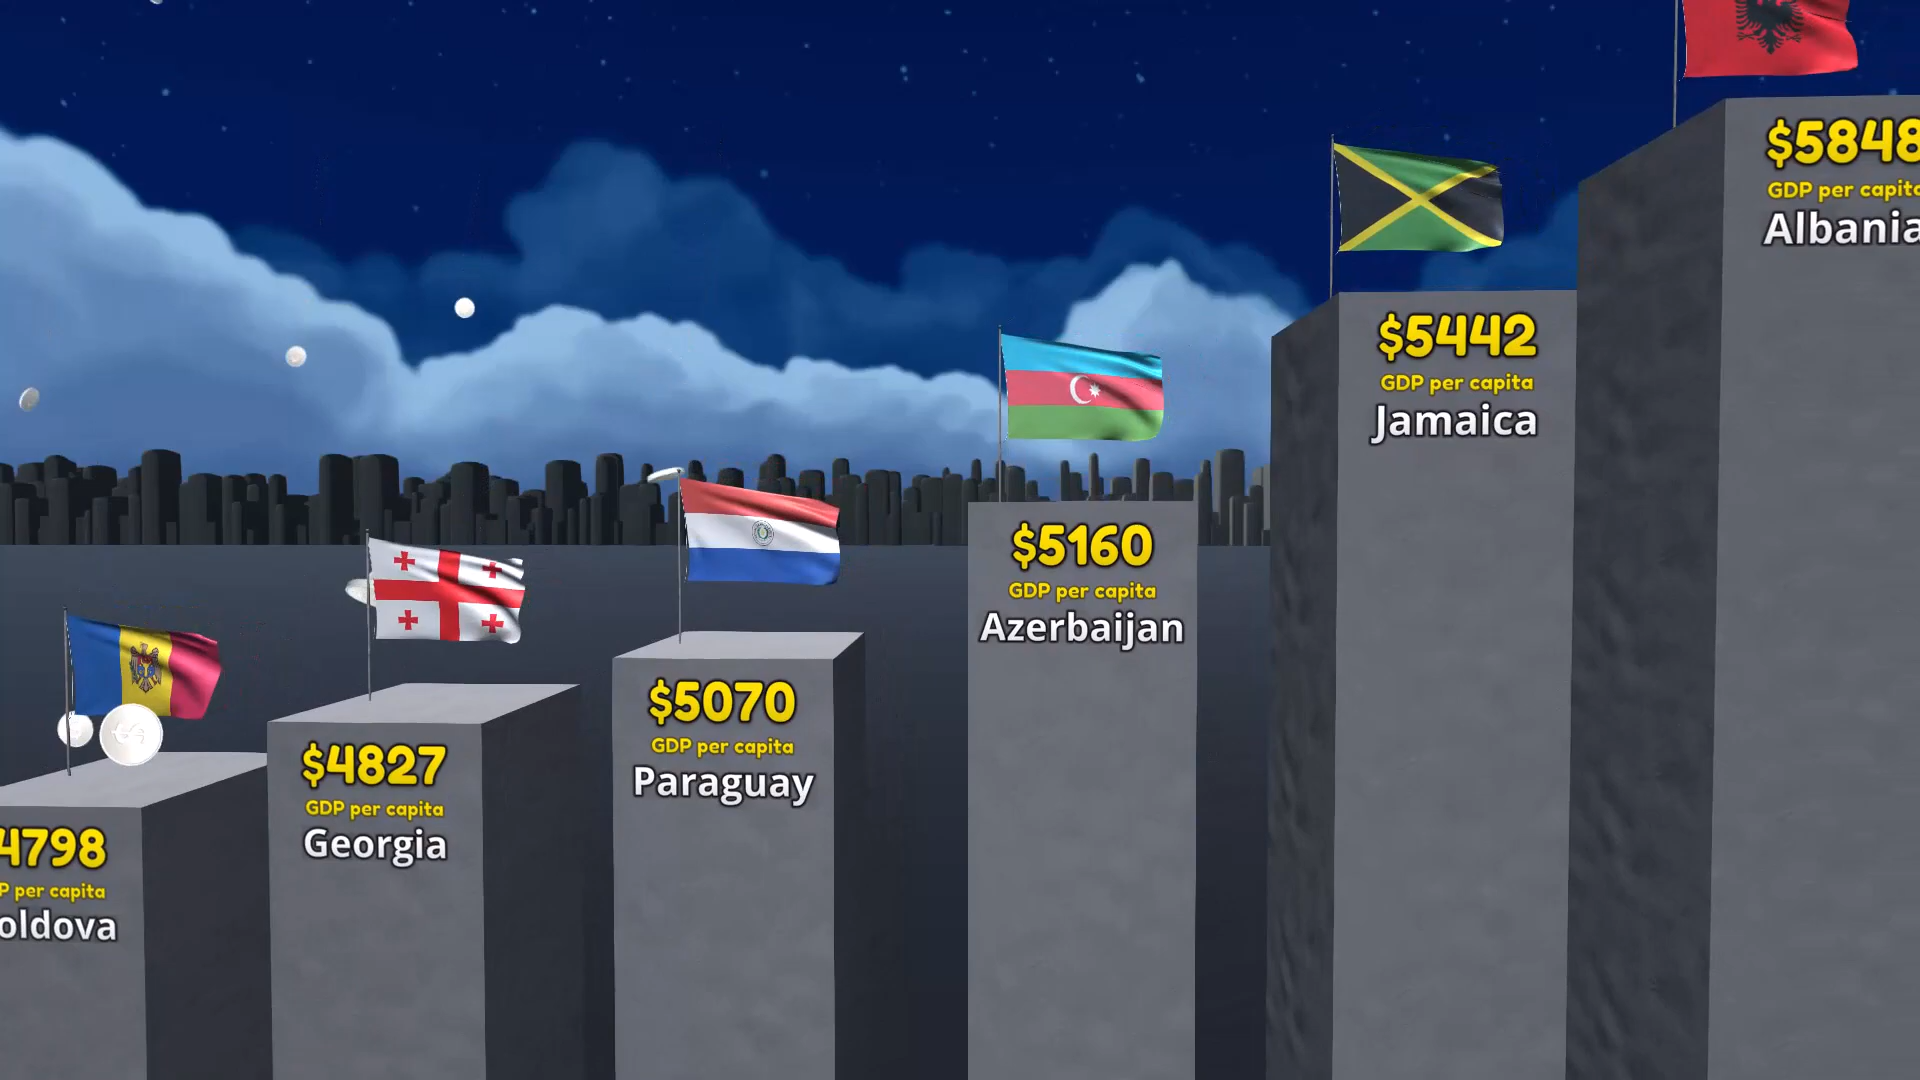 4798
P per capita
oldova
$4827
GDP per capita
Georgia
$5070
GDP per capita
Paraguay
$5160
GDP per capita
Azerbaijan
$5442
GDP per capita
Jamaica
$5848
GDP per capita
Albania